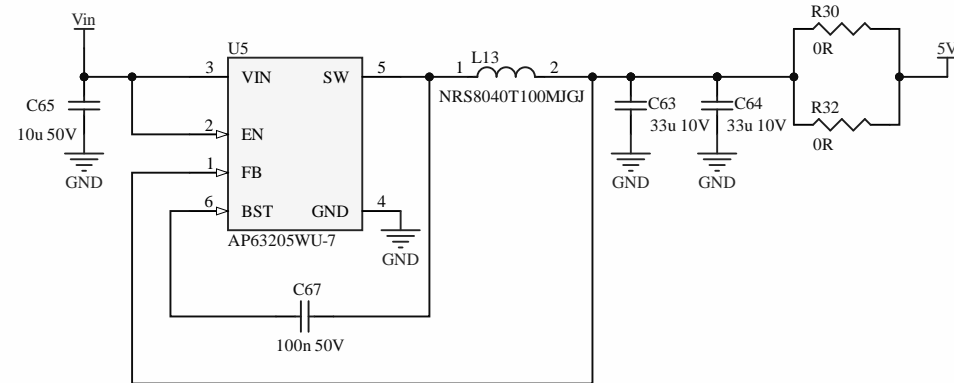 Vin
R30
0R
5V
U5
3
VIN
SW
5
1
L13
2
NRS8040T100MJGJ
C65
10u 50V
GND
C63
33u 10V
GND
C64
33u 10V
GND
R32
0R
2
EN
1
FB
6
BST
GND
4
GND
AP63205WU-7
C67
100n 50V